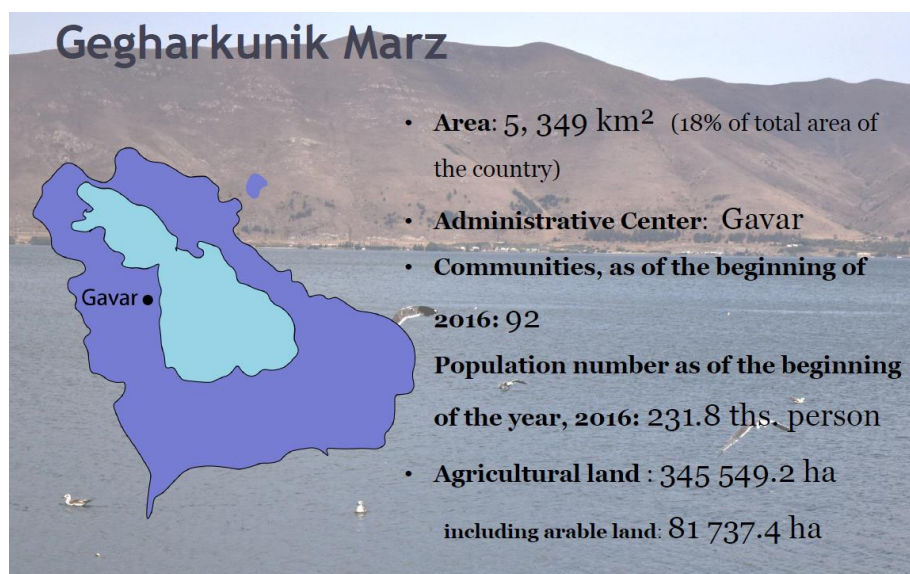 Gegharkunik Marz
• Area: 5, 349 km² (18% of total area of
the country)
• Administrative Center: Gavar
• Communities, as of the beginning of
2016: 92
Population number as of the beginning
of the year, 2016: 231.8 ths. person
• Agricultural land : 345 549.2 ha
including arable land: 81 737.4 ha
Gavar